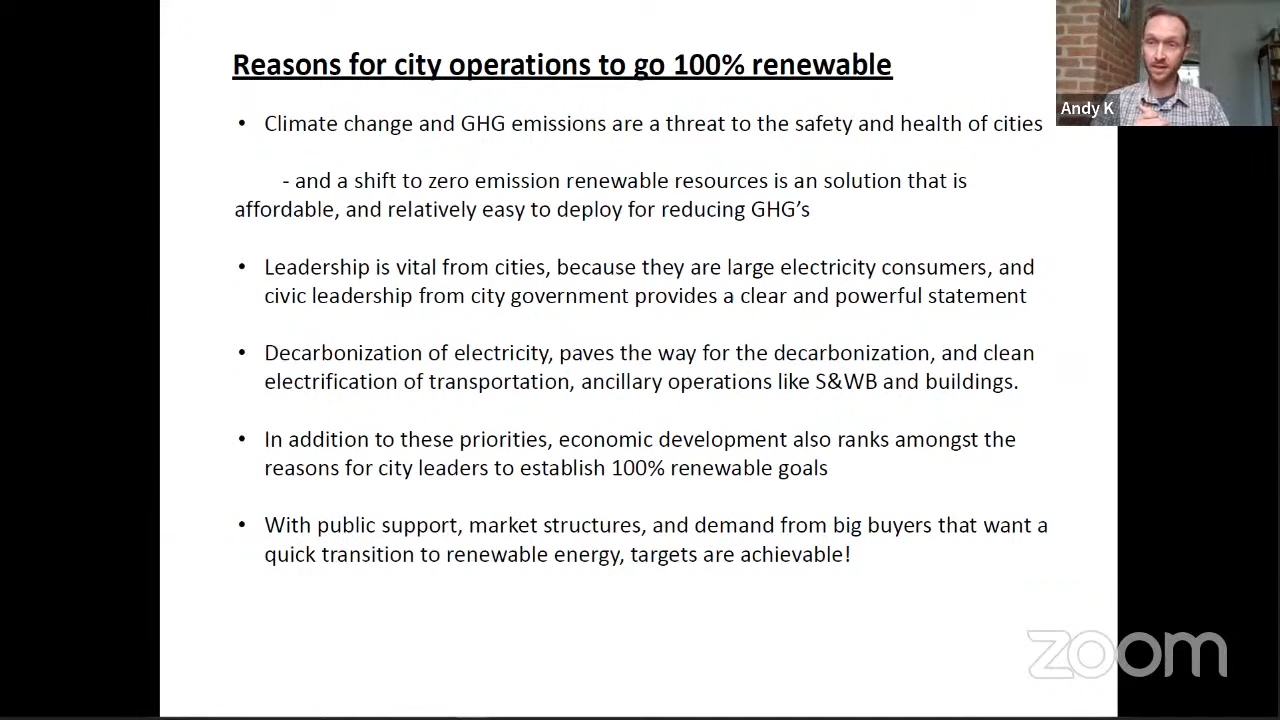 Reasons for city operations to go 100% renewable
• Climate change and GHG emissions are a threat to the safety and health of cities
- and a shift to zero emission renewable resources is an solution that is
affordable, and relatively easy to deploy for reducing GHG’s
• Leadership is vital from cities, because they are large electricity consumers, and
civic leadership from city government provides a clear and powerful statement
• Decarbonization of electricity, paves the way for the decarbonization, and clean
electrification of transportation, ancillary operations like S&WB and buildings.
• In addition to these priorities, economic development also ranks amongst the
reasons for city leaders to establish 100% renewable goals
• With public support, market structures, and demand from big buyers that want a
quick transition to renewable energy, targets are achievable!
Andy K
zoom